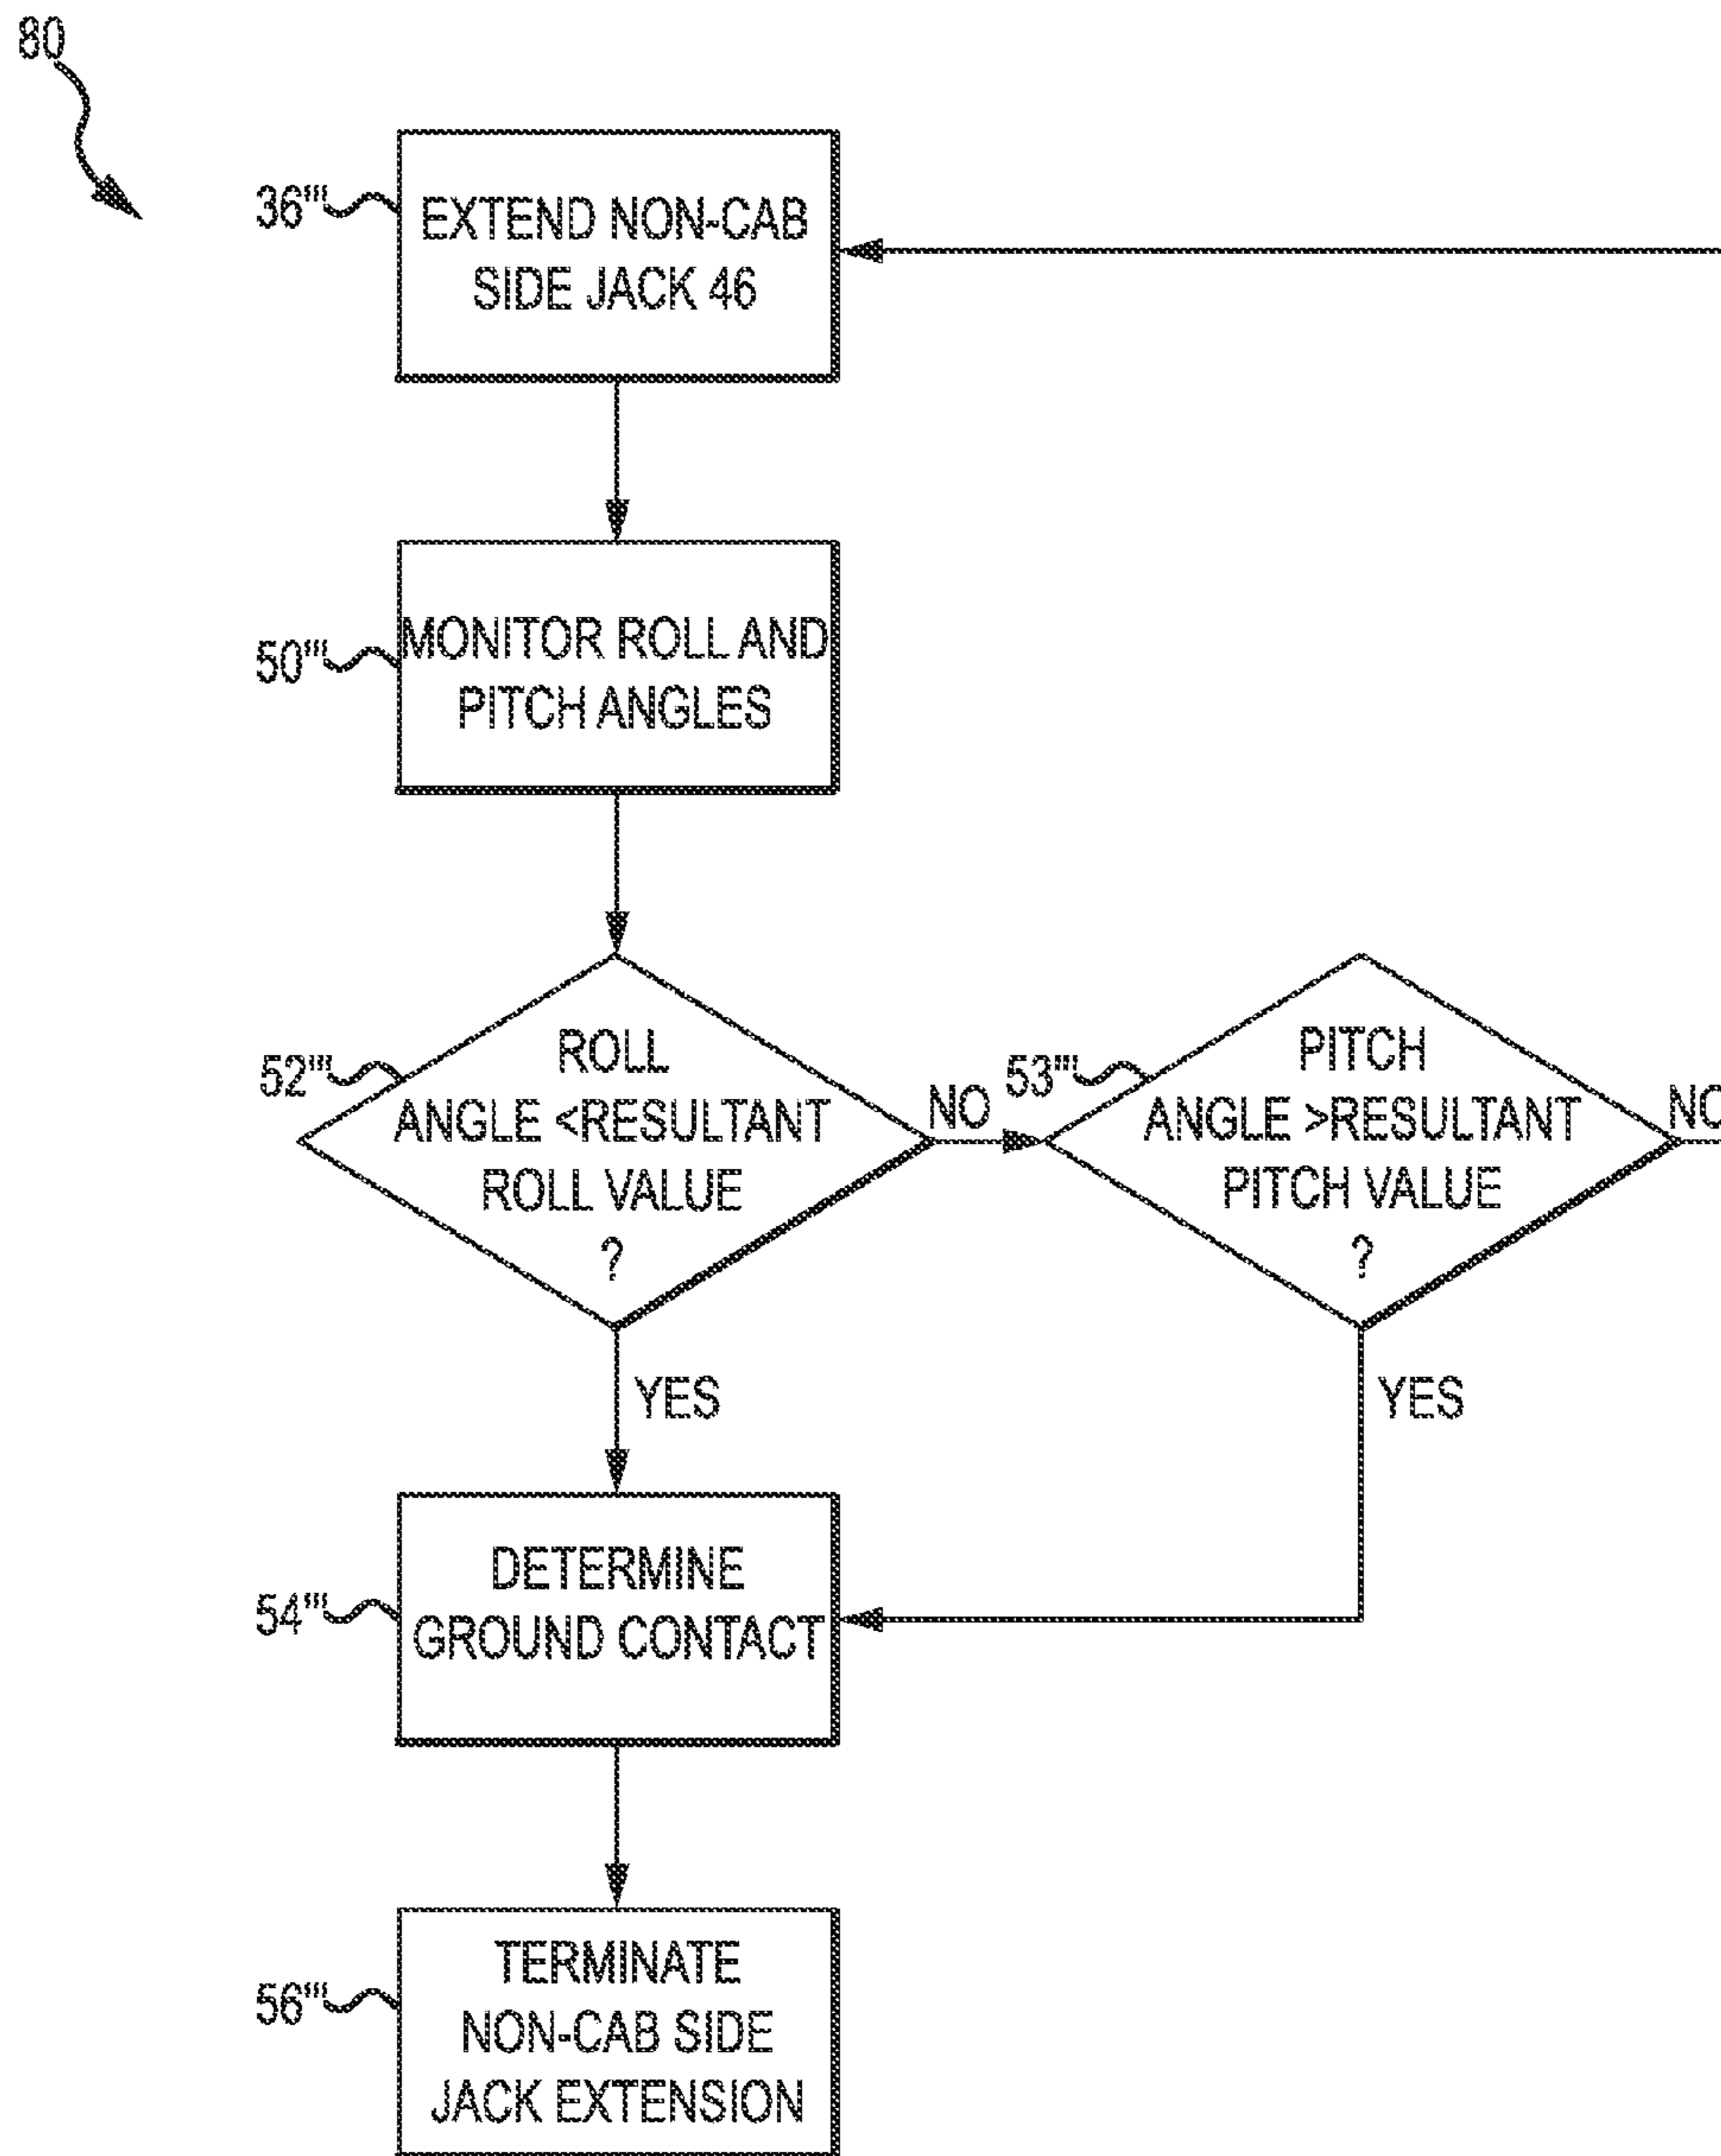 80
36'''
EXTEND NON-CAB
SIDE JACK 46
50'''
MONITOR ROLL AND
PITCH ANGLES
52'''
ROLL
ANGLE <RESULTANT
ROLL VALUE
?
NO
53'''
PITCH
ANGLE >RESULTANT
PITCH VALUE
?
NO
YES
YES
54'''
DETERMINE
GROUND CONTACT
56'''
TERMINATE
NON-CAB SIDE
JACK EXTENSION